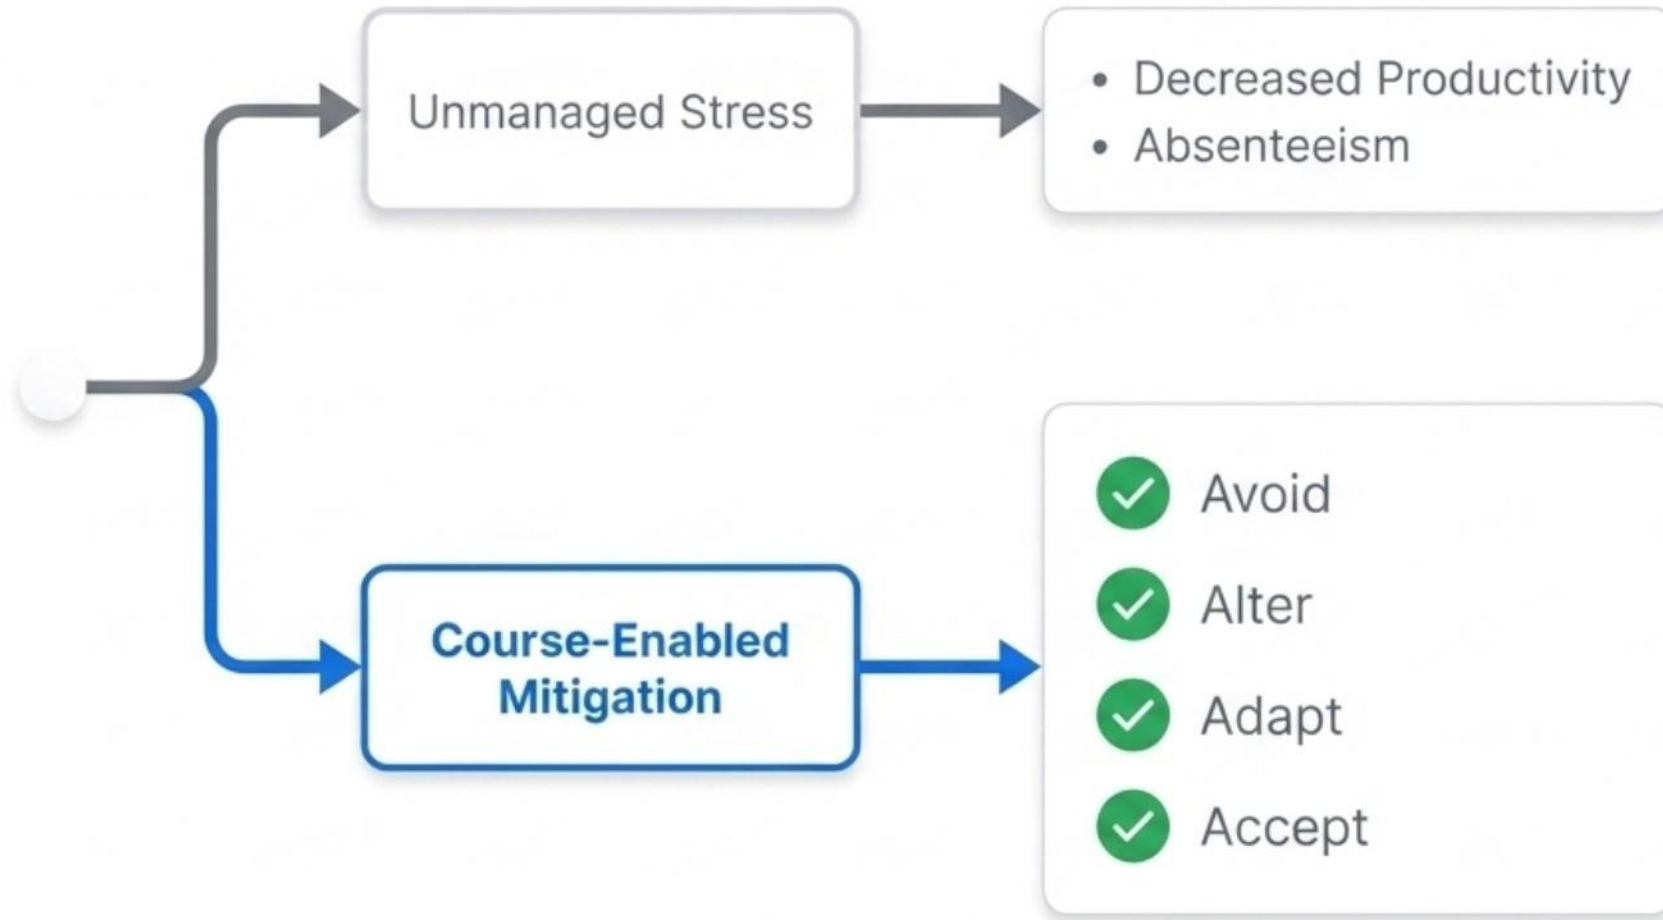 Unmanaged Stress
• Decreased Productivity
• Absenteeism
Course-Enabled
Mitigation
Avoid
Alter
Adapt
Accept